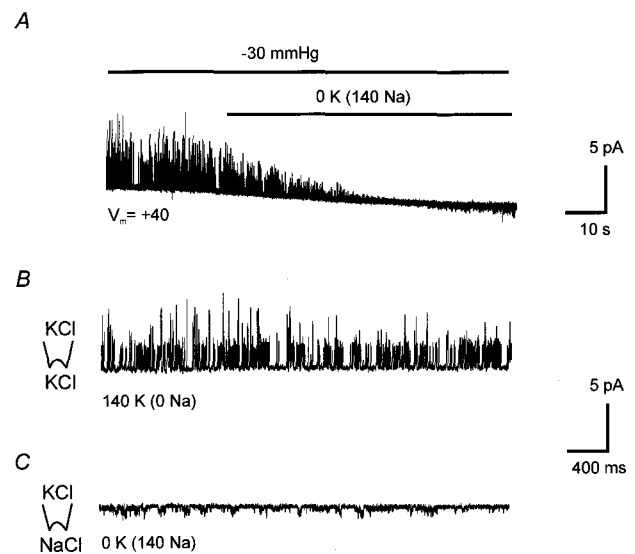 A
-30 mmHg
0 K (140 Na)
5 pA
10 s
Vm= +40
B
KCl
KCl
140 K (0 Na)
5 pA
400 ms
C
KCl
NaCl
0 K (140 Na)